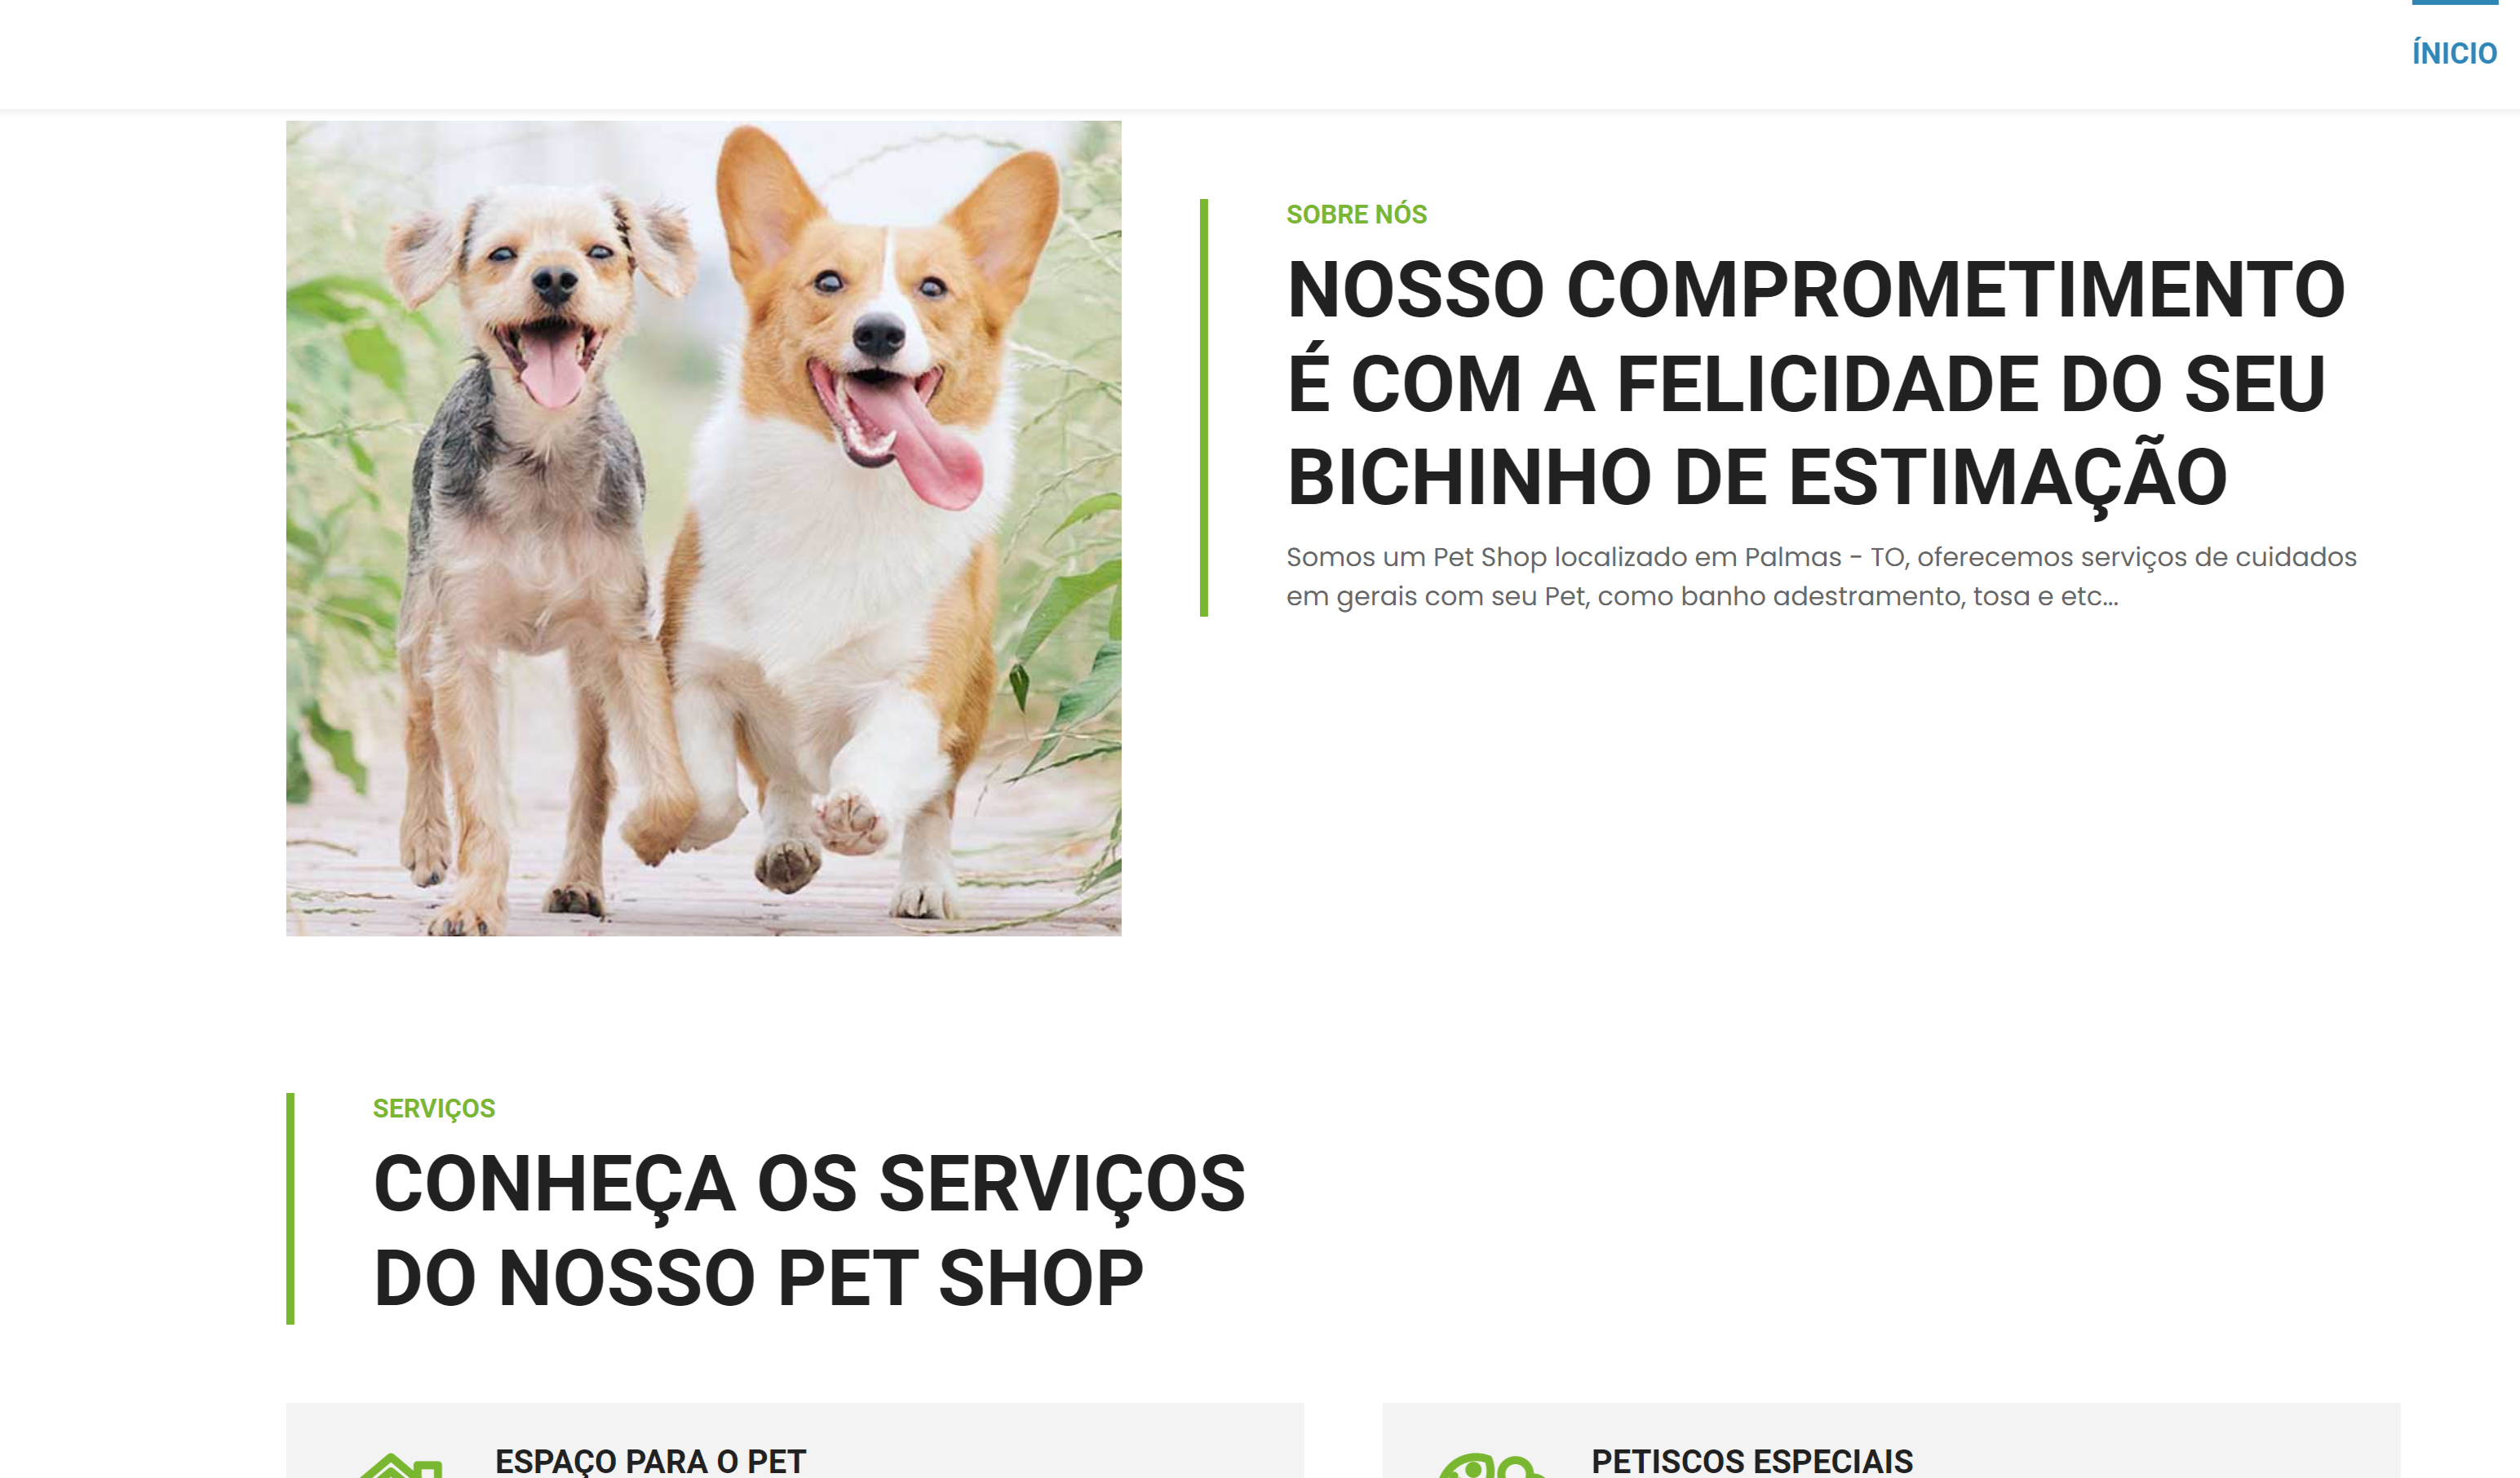 ÍNICIO
SOBRE NÓS
NOSSO COMPROMETIMENTO
É COM A FELICIDADE DO SEU
BICHINHO DE ESTIMAÇÃO
Somos um Pet Shop localizado em Palmas - TO, oferecemos serviços de cuidados
em gerais com seu Pet, como banho adestramento, tosa e etc...
SERVIÇOS
CONHEÇA OS SERVIÇOS
DO NOSSO PET SHOP
ESPAÇO PARA O PET
PETISCOS ESPECIAIS